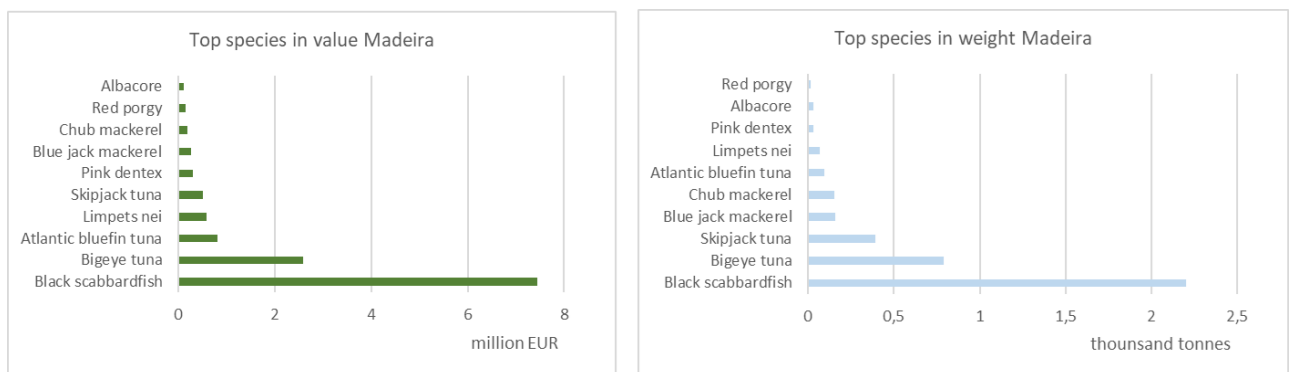 Top species in value Madeira
Albacore
Red porgy
Chub mackerel
Blue jack mackerel
Pink dentex
Skipjack tuna
Limpets nei
Atlantic bluefin tuna
Bigeye tuna
Black scabbardfish
0 2 4 6 8
million EUR
Top species in weight Madeira
Red porgy
Albacore
Pink dentex
Limpets nei
Atlantic bluefin tuna
Chub mackerel
Blue jack mackerel
Skipjack tuna
Bigeye tuna
Black scabbardfish
0 0,5 1 1,5 2 2,5
thounsand tonnes